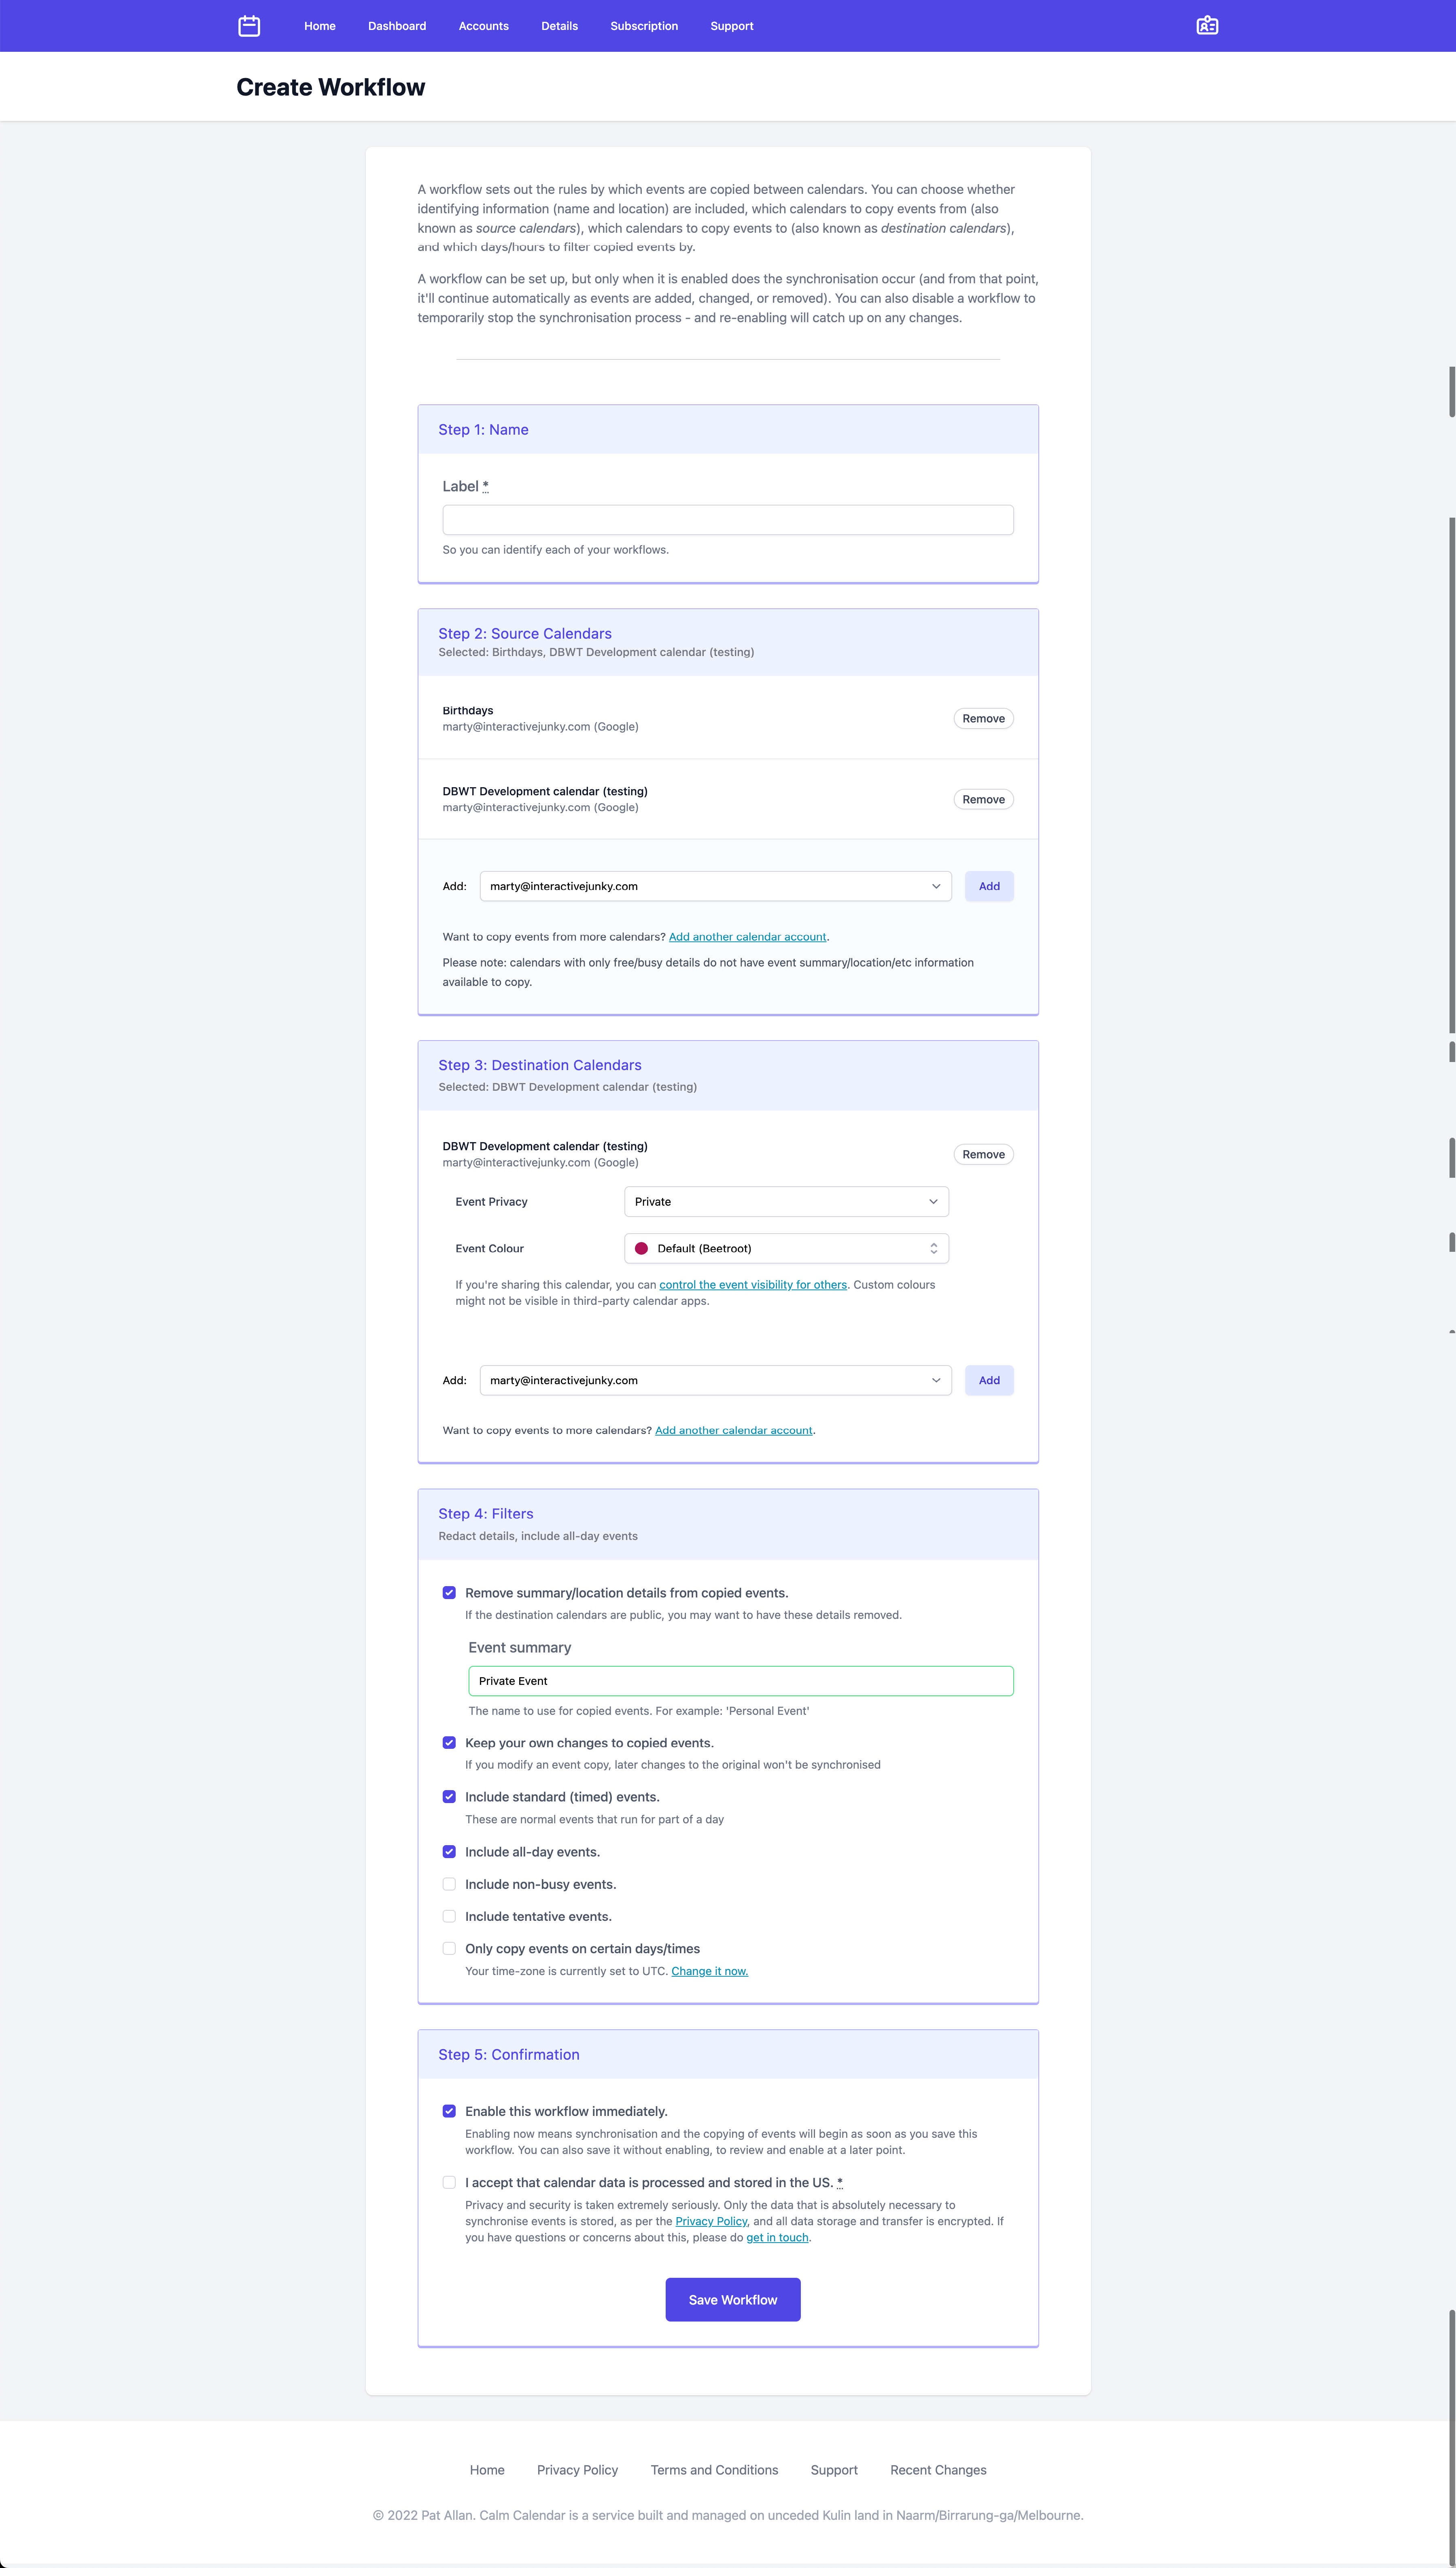 Home Dashboard Accounts Details Subscription Support
Create Workflow
A workflow sets out the rules by which events are copied between calendars. You can choose whether
identifying information (name and location) are included, which calendars to copy events from (also
known as source calendars), which calendars to copy events to (also known as destination calendars),
and which days/hours to filter copied events by.
A workflow can be set up, but only when it is enabled does the synchronisation occur (and from that point,
it'll continue automatically as events are added, changed, or removed). You can also disable a workflow to
temporarily stop the synchronisation process - and re-enabling will catch up on any changes.
Step 1: Name
Label *
So you can identify each of your workflows.
Step 2: Source Calendars
Selected: Birthdays, DBWT Development calendar (testing)
Birthdays
marty@interactivejunky.com (Google)
Remove
DBWT Development calendar (testing)
marty@interactivejunky.com (Google)
Remove
Add: marty@interactivejunky.com Add
Want to copy events from more calendars? Add another calendar account.
Please note: calendars with only free/busy details do not have event summary/location/etc information
available to copy.
Step 3: Destination Calendars
Selected: DBWT Development calendar (testing)
DBWT Development calendar (testing)
marty@interactivejunky.com (Google)
Remove
Event Privacy Private
Event Colour Default (Beetroot)
If you're sharing this calendar, you can control the event visibility for others. Custom colours
might not be visible in third-party calendar apps.
Add: marty@interactivejunky.com Add
Want to copy events to more calendars? Add another calendar account.
Step 4: Filters
Redact details, include all-day events
Remove summary/location details from copied events.
If the destination calendars are public, you may want to have these details removed.
Event summary
Private Event
The name to use for copied events. For example: 'Personal Event'
Keep your own changes to copied events.
If you modify an event copy, later changes to the original won't be synchronised
Include standard (timed) events.
These are normal events that run for part of a day
Include all-day events.
Include non-busy events.
Include tentative events.
Only copy events on certain days/times
Your time-zone is currently set to UTC. Change it now.
Step 5: Confirmation
Enable this workflow immediately.
Enabling now means synchronisation and the copying of events will begin as soon as you save this
workflow. You can also save it without enabling, to review and enable at a later point.
I accept that calendar data is processed and stored in the US. *
Privacy and security is taken extremely seriously. Only the data that is absolutely necessary to
synchronise events is stored, as per the Privacy Policy, and all data storage and transfer is encrypted. If
you have questions or concerns about this, please do get in touch.
Save Workflow
Home Privacy Policy Terms and Conditions Support Recent Changes
© 2022 Pat Allan. Calm Calendar is a service built and managed on unceded Kulin land in Naarm/Birrarung-ga/Melbourne.